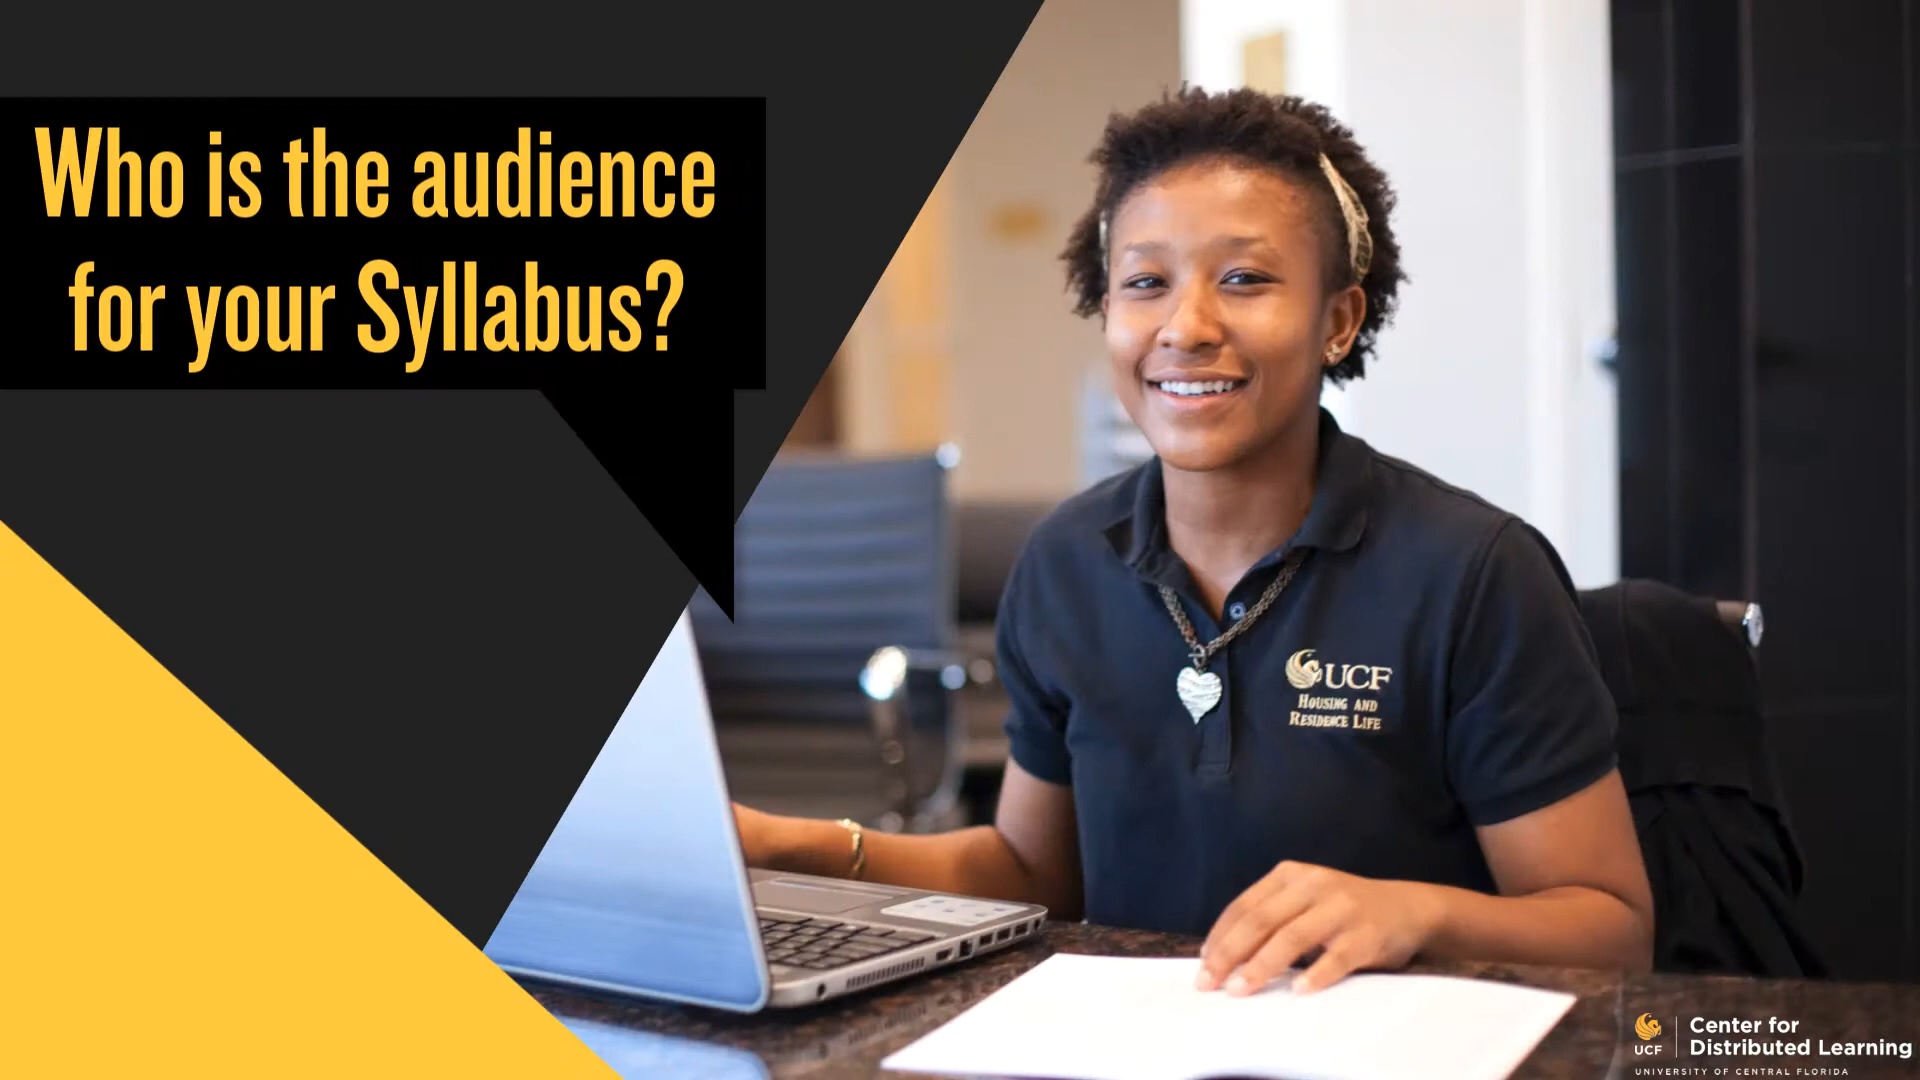 Who is the audience
for your Syllabus?
UCF
HOUSING AND
RESIDENCE LIFE
UCF
Center for
Distributed Learning
UNIVERSITY OF CENTRAL FLORIDA